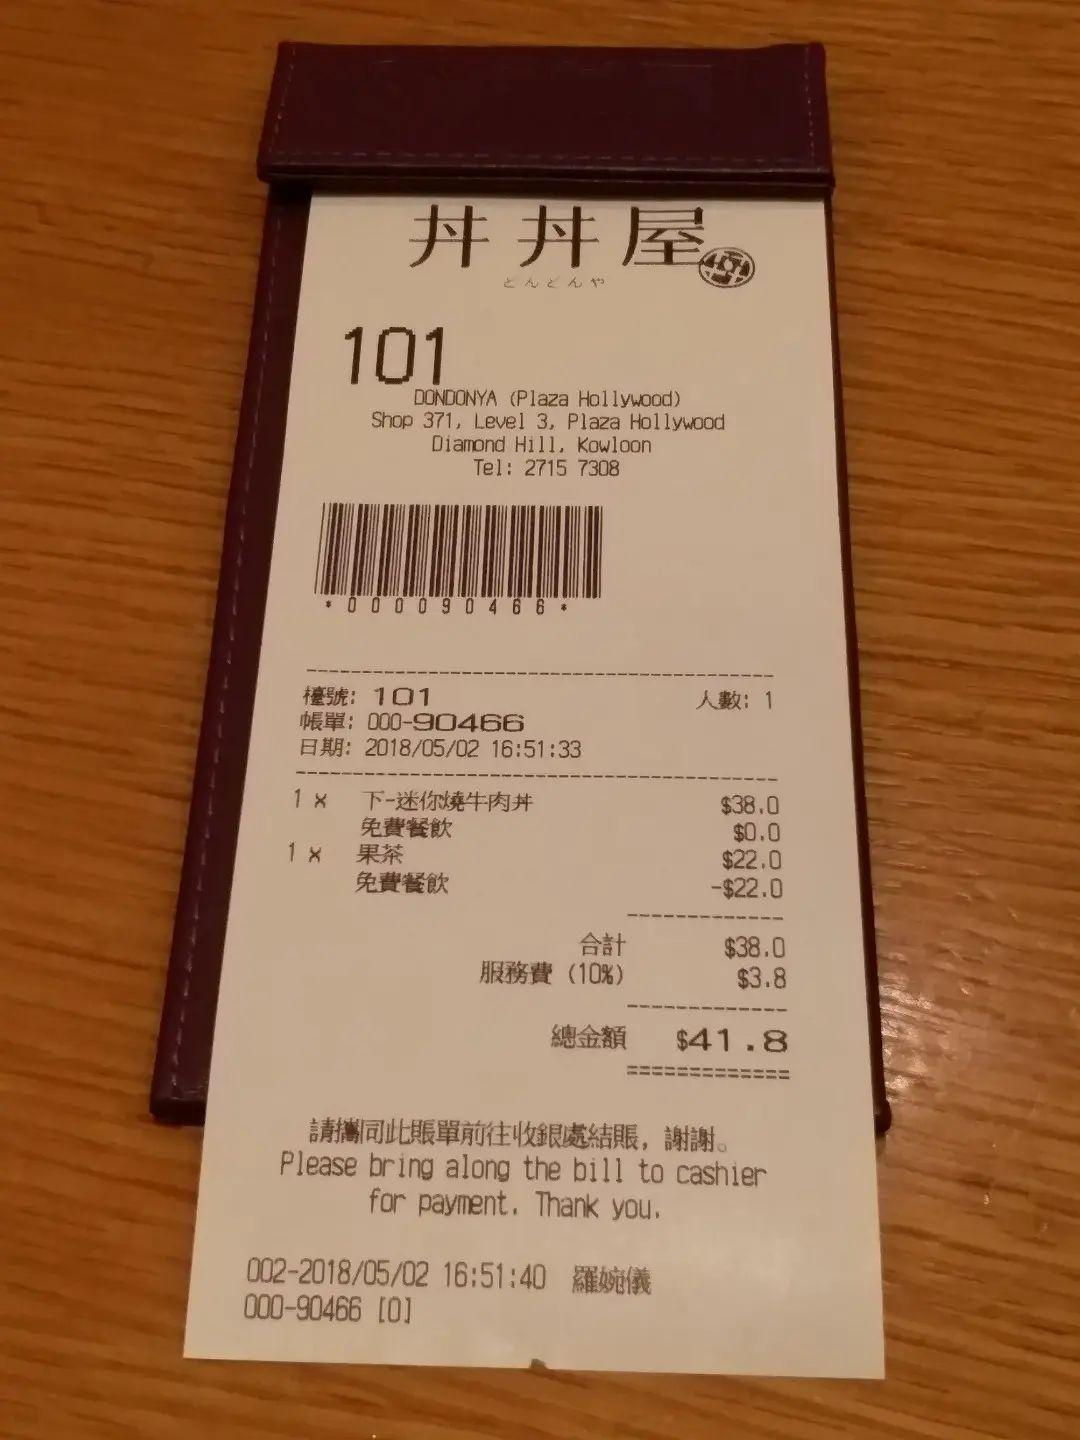 丼丼屋
どんどんや
101
DONDONYA (Plaza Hollywood)
Shop 371, Level 3, Plaza Hollywood
Diamond Hill, Kowloon
Tel: 2715 7308
*000090466*
檯號: 101 人數: 1
帳單: 000-90466
日期: 2018/05/02 16:51:33
1 x 下-迷你燒牛肉丼 $38.0
免費餐飲 $0.0
1 x 果茶 $22.0
免費餐飲 -$22.0
合計 $38.0
服務費 (10%) $3.8
總金額 $41.8
請攜同此賬單前往收銀處結賬, 謝謝。
Please bring along the bill to cashier
for payment. Thank you.
002-2018/05/02 16:51:40 羅婉儀
000-90466 [0]